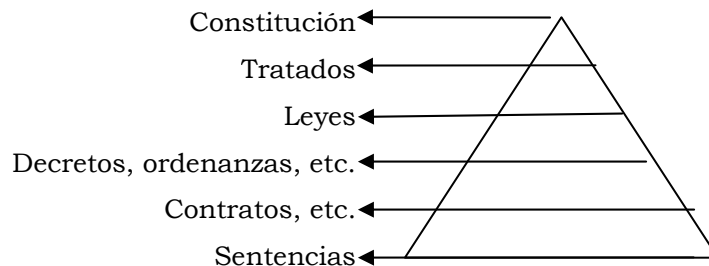 Constitución
Tratados
Leyes
Decretos, ordenanzas, etc.
Contratos, etc.
Sentencias